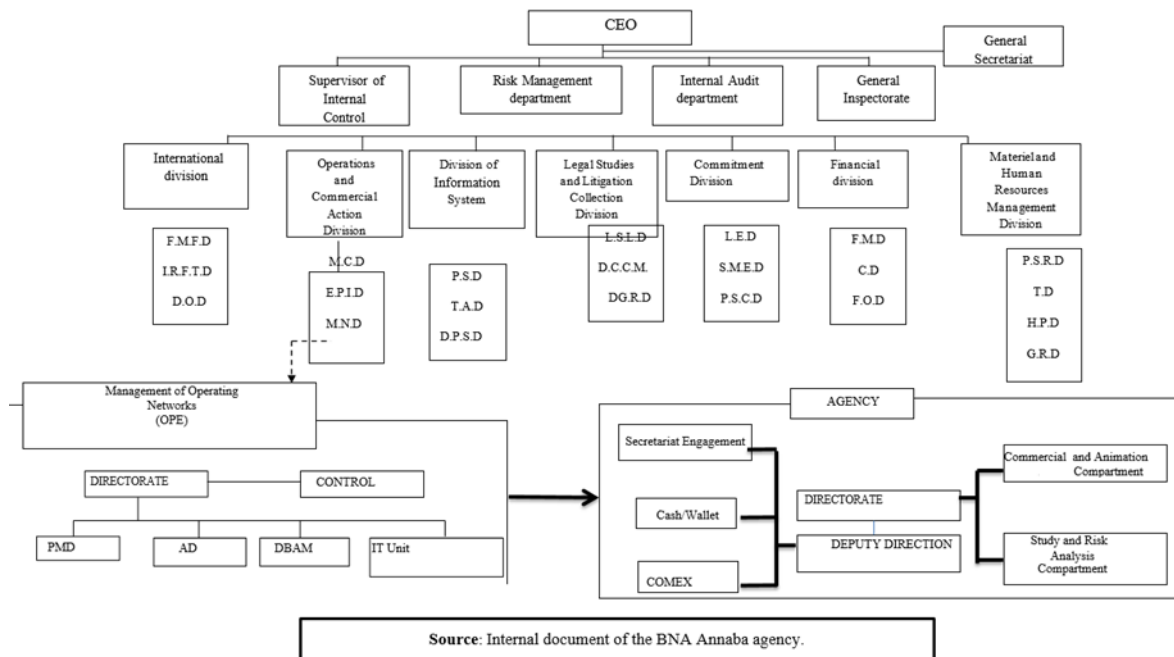 CEO
General
Secretariat
Supervisor of
Internal
Control
Risk Management
department
Internal Audit
department
General
Inspectorate
International
division
Operations
and
Commercial
Action
Division
Division of
Information
System
Legal Studies
and Litigation
Collection
Division
Commitment
Division
Financial
division
Materiel and
Human
Resources
Management
Division
F.M.F.D
I.R.F.T.D
D.O.D
M.C.D
E.P.I.D
M.N.D
P.S.D
T.A.D
D.P.S.D
L.S.L.D
D.C.C.M.
DG.R.D
L.E.D
S.M.E.D
P.S.C.D
F.M.D
C.D
F.O.D
P.S.R.D
T.D
H.P.D
G.R.D
Management of Operating
Networks
(OPE)
DIRECTORATE
CONTROL
PMD
AD
DBAM
IT Unit
AGENCY
Secretariat Engagement
Cash/Wallet
COMEX
DIRECTORATE
DEPUTY DIRECTION
Commercial and Animation
Compartment
Study and Risk
Analysis
Compartment
Source: Internal document of the BNA Annaba agency.